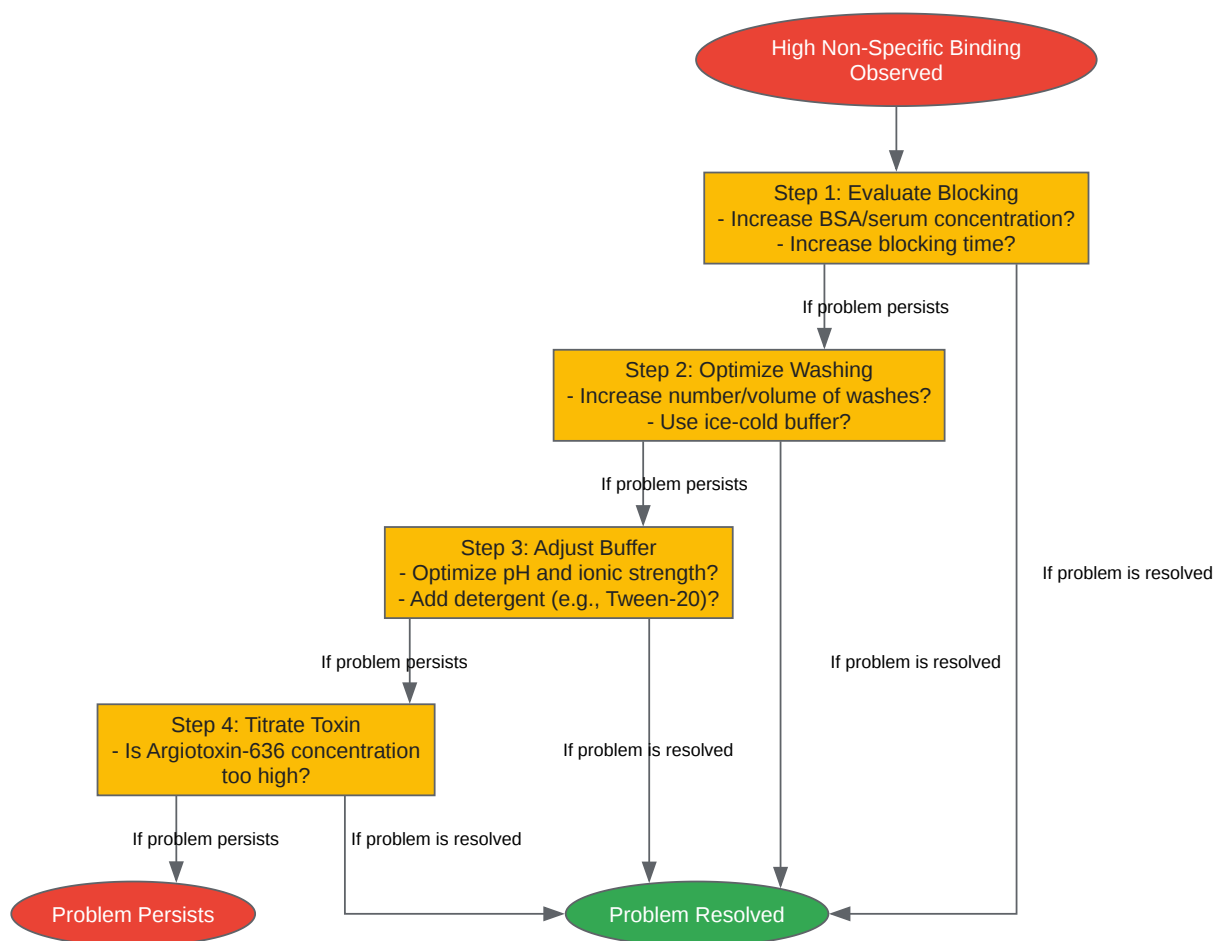 High Non-Specific Binding
Observed
Step 1: Evaluate Blocking
- Increase BSA/serum concentration?
- Increase blocking time?
If problem persists
Step 2: Optimize Washing
- Increase number/volume of washes?
- Use ice-cold buffer?
If problem persists
Step 3: Adjust Buffer
- Optimize pH and ionic strength?
- Add detergent (e.g., Tween-20)?
If problem is resolved
If problem persists
If problem is resolved
Step 4: Titrate Toxin
- Is Argiotoxin-636 concentration
too high?
If problem is resolved
If problem persists
If problem is resolved
Problem Persists
Problem Resolved